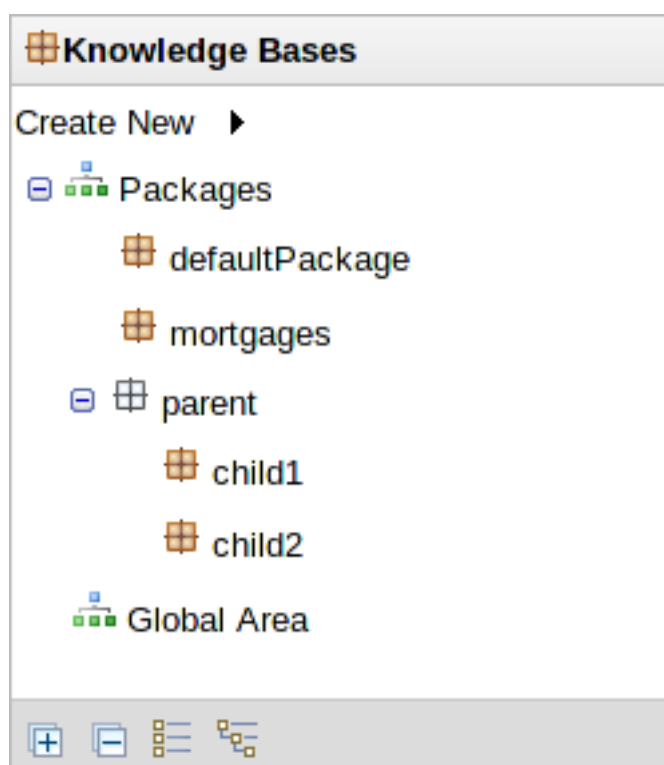 Knowledge Bases
Create New
Packages
defaultPackage
mortgages
parent
child1
child2
Global Area